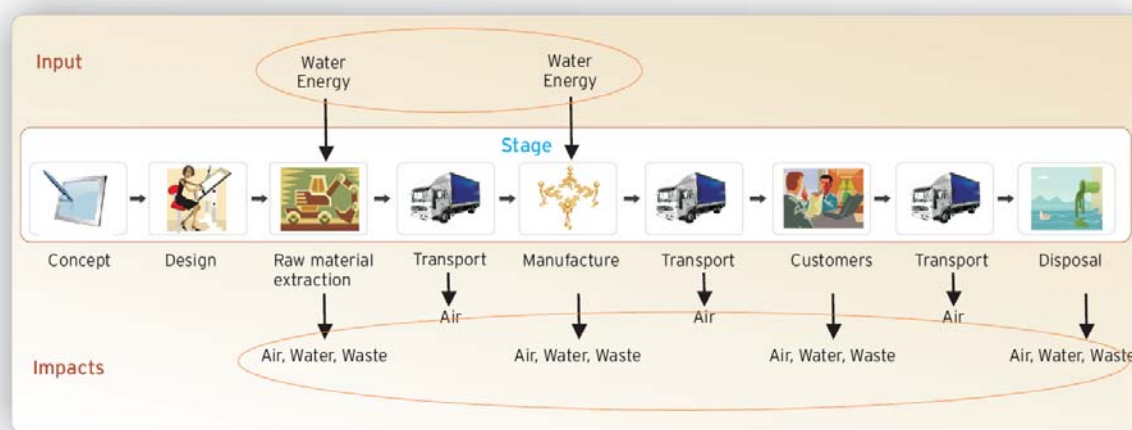 Input
Water
Energy
Water
Energy
Stage
Concept
Design
Raw material
extraction
Transport
Manufacture
Transport
Customers
Transport
Disposal
Air
Air
Air
Impacts
Air, Water, Waste
Air, Water, Waste
Air, Water, Waste
Air, Water, Waste